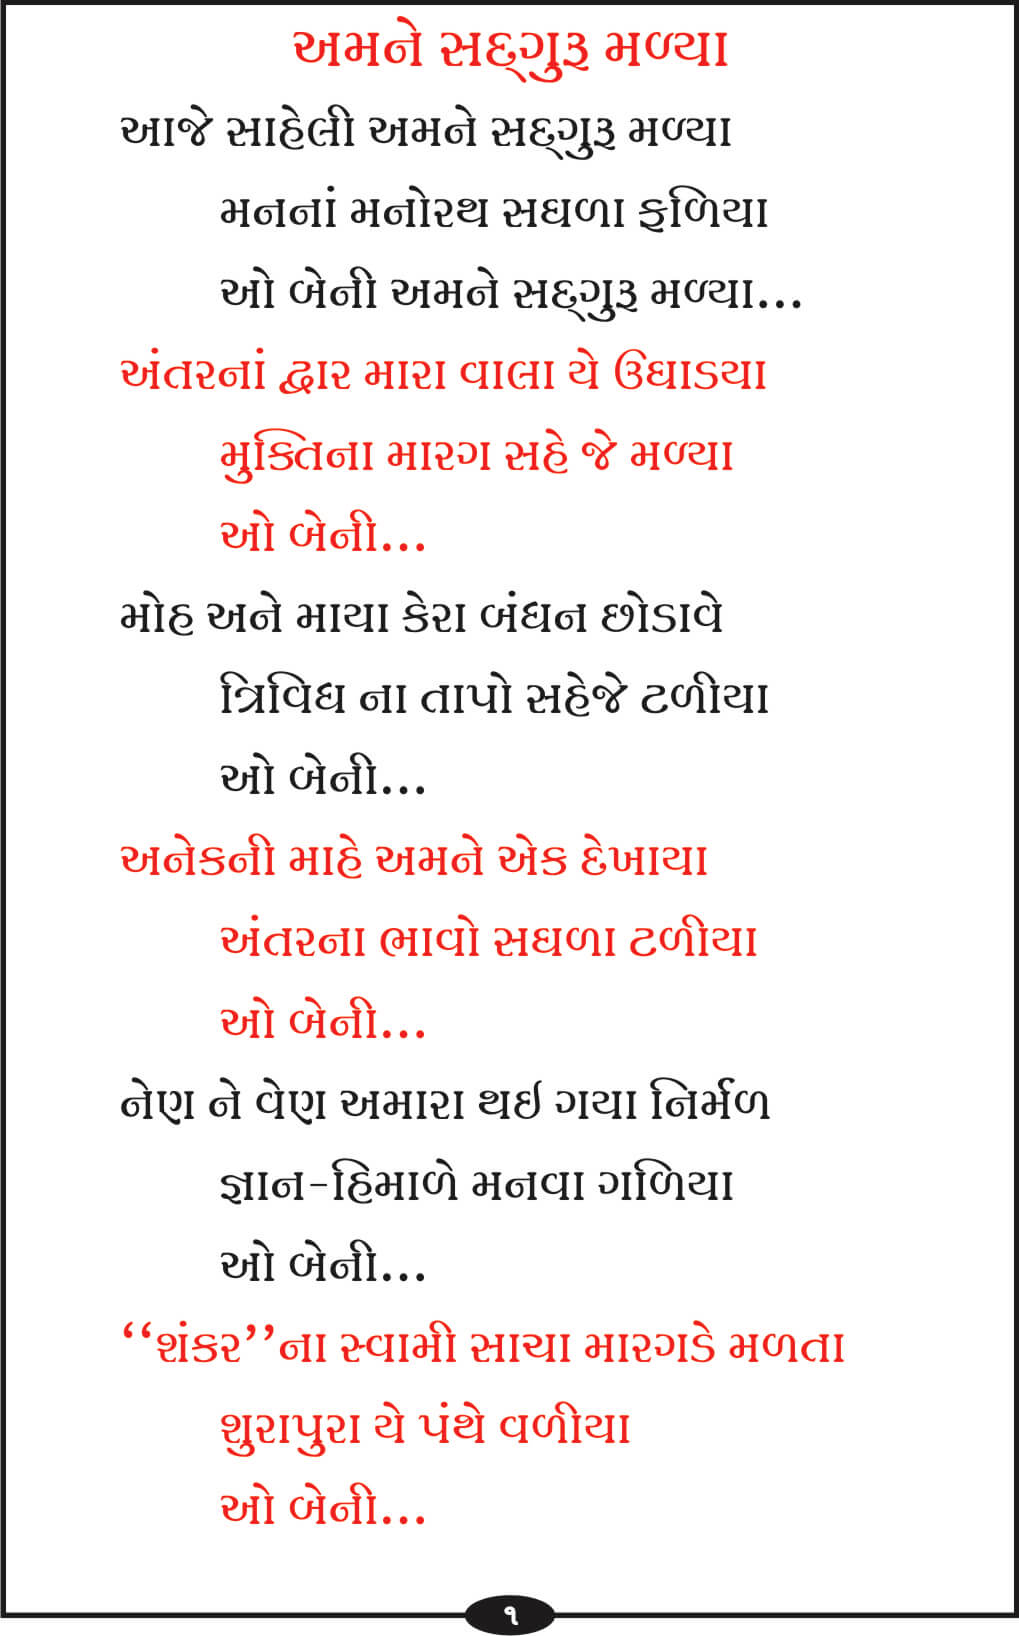 અમને સદ્ગુરૂ મળ્યા
આજે સાહેલી અમને સદ્ગુરૂ મળ્યા
મનનાં મનોરથ સઘળા ફળિયા
ઓ બેની અમને સદ્ગુરૂ મળ્યા...
અંતરનાં દ્વાર મારા વાલા યે ઉઘાડયા
મુક્તિના મારગ સહે જે મળ્યા
ઓ બેની...
મોહ અને માયા કેરા બંધન છોડાવે
ત્રિવિધ ના તાપો સહેજે ટળીયા
ઓ બેની...
અનેકની માહે અમને એક દેખાયા
અંતરના ભાવો સઘળા ટળીયા
ઓ બેની...
નેણ ને વેણ અમારા થઇ ગયા નિર્મળ
જ્ઞાન-હિમાળે મનવા ગળિયા
ઓ બેની...
‘‘શંકર’’ના સ્વામી સાચા મારગડે મળતા
શુરાપુરા યે પંથે વળીયા
ઓ બેની...
૧